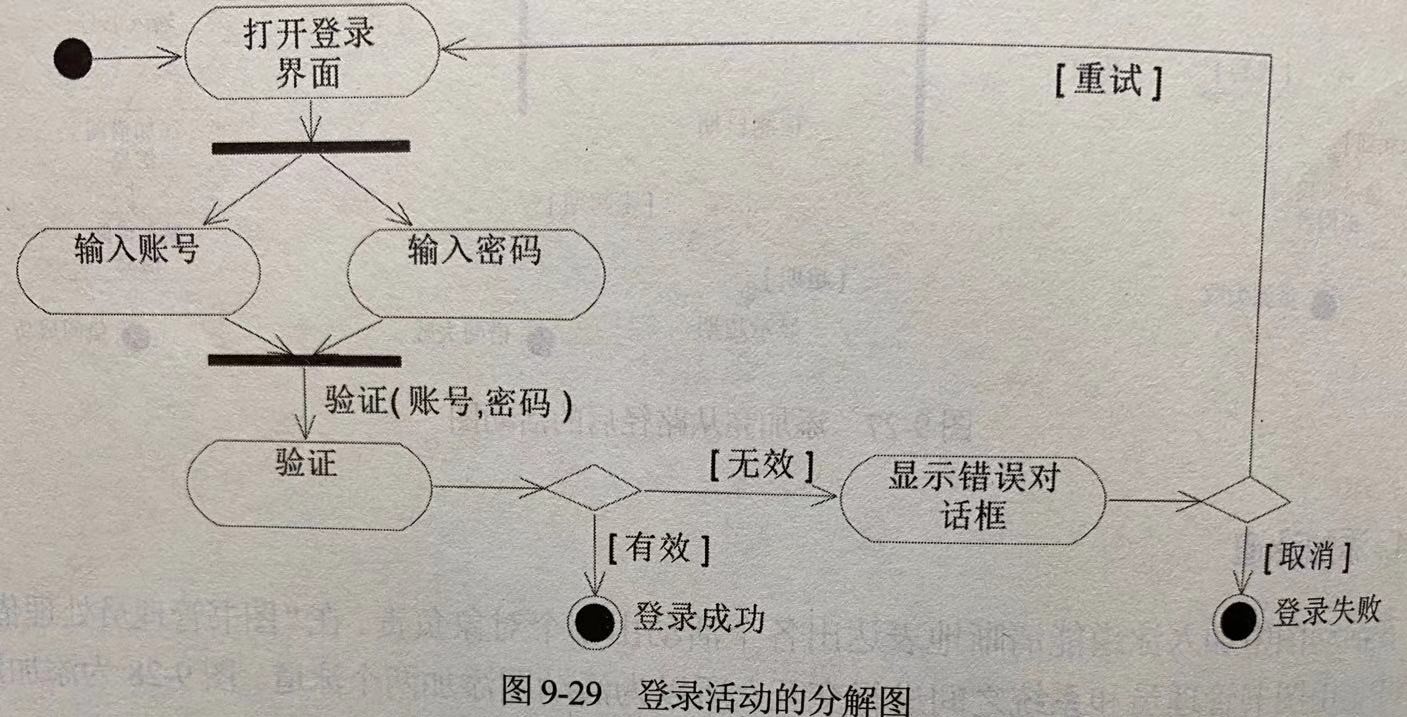 打开登录
界面
[重试]
输入账号
输入密码
验证(账号,密码)
验证
[无效]
显示错误对
话框
[有效]
[取消]
登录成功
登录失败
图 9-29 登录活动的分解图